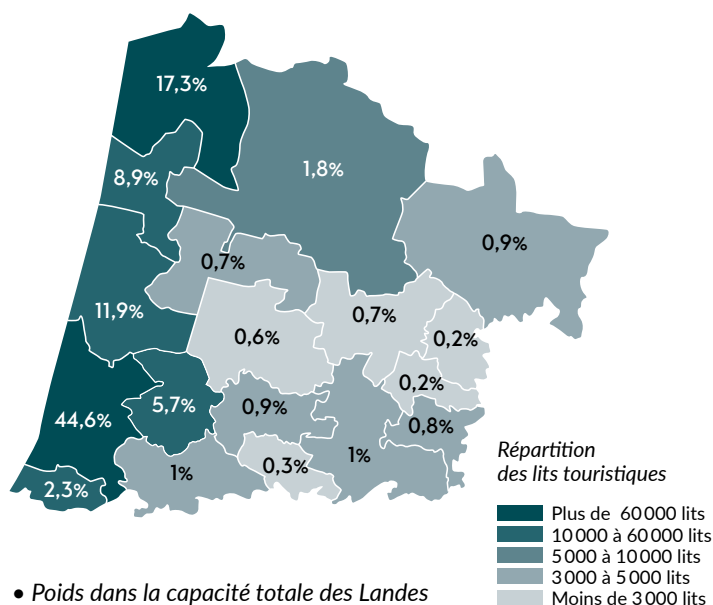 17,3%
1,8%
8,9%
0,9%
0,7%
11,9%
0,7%
0,6%
0,2%
0,2%
5,7%
0,9%
44,6%
0,8%
1%
0,3%
1%
2,3%
Répartition
des lits touristiques
Plus de 60 000 lits
10 000 à 60 000 lits
5 000 à 10 000 lits
3 000 à 5 000 lits
Moins de 3 000 lits
• Poids dans la capacité totale des Landes